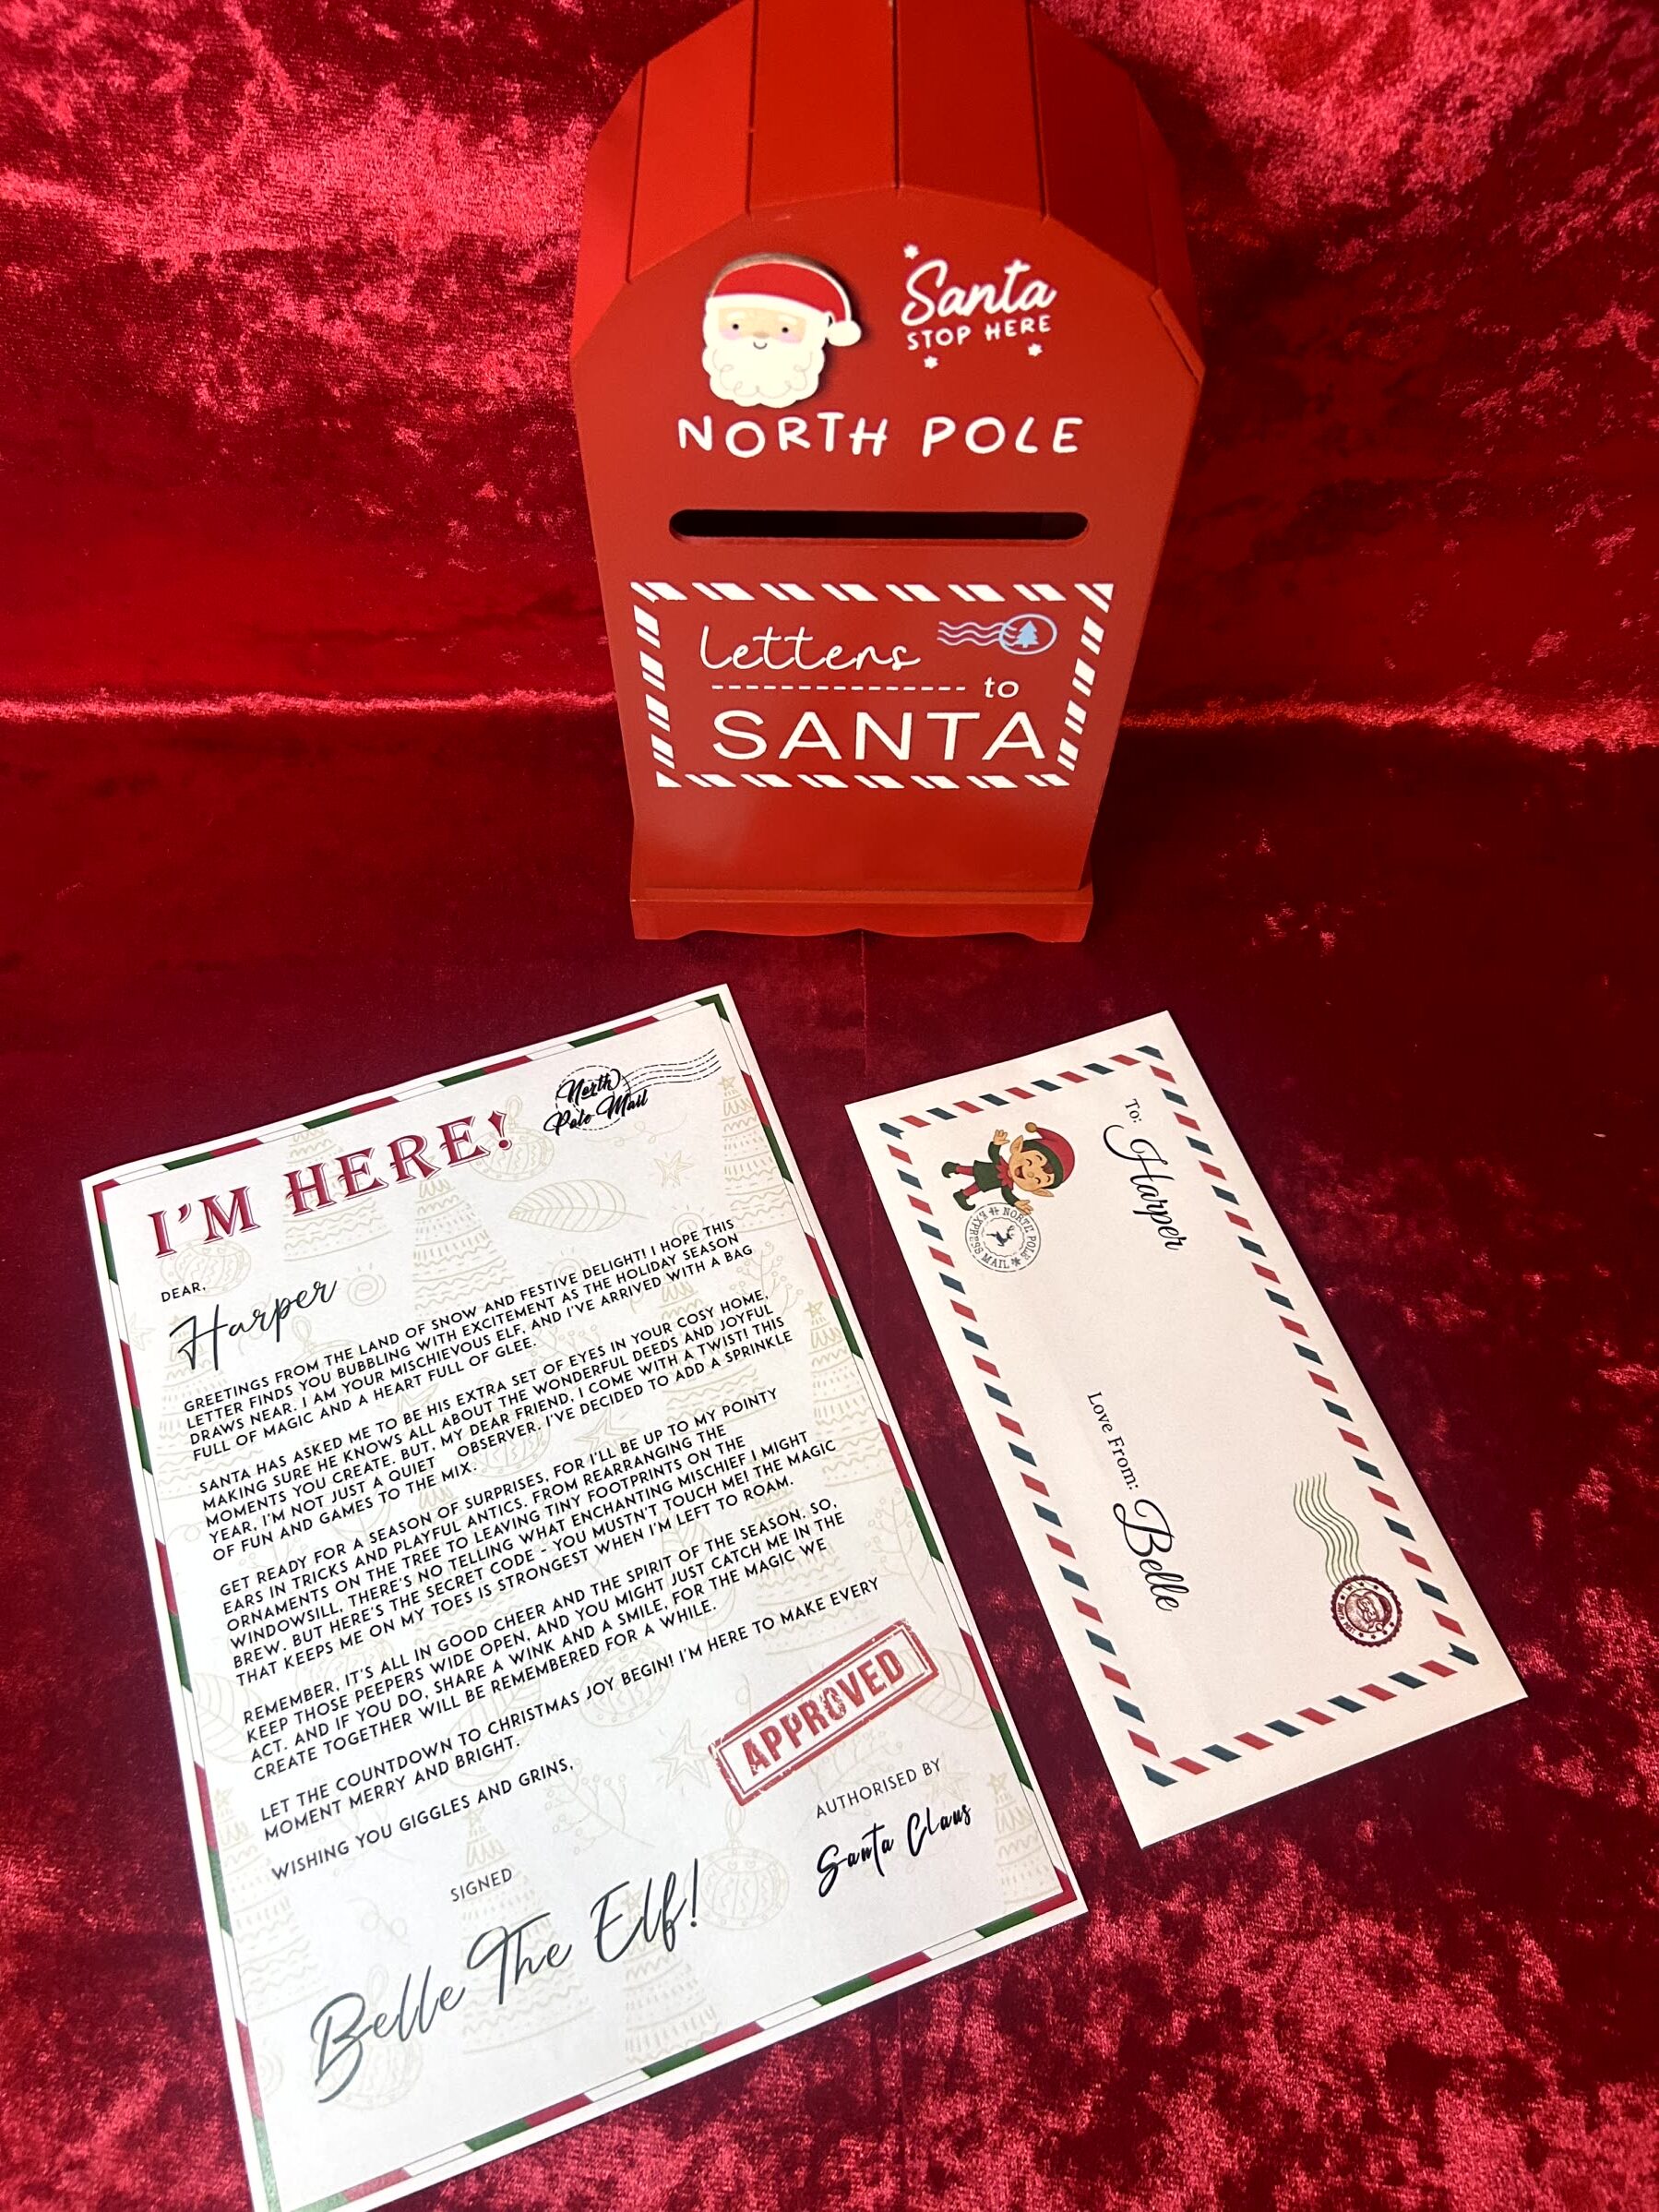 Santa
STOP HERE
NORTH POLE
letters
to
SANTA
North
Pole Mail
I'M HERE!
DEAR,
Harper
GREETINGS FROM THE LAND OF SNOW AND FESTIVE DELIGHT! I HOPE THIS
LETTER FINDS YOU BUBBLING WITH EXCITEMENT AS THE HOLIDAY SEASON
DRAWS NEAR. I AM YOUR MISCHIEVOUS ELF, AND I'VE ARRIVED WITH A BAG
FULL OF MAGIC AND A HEART FULL OF GLEE.
SANTA HAS ASKED ME TO BE HIS EXTRA SET OF EYES IN YOUR COSY HOME,
MAKING SURE HE KNOWS ALL ABOUT THE WONDERFUL DEEDS AND JOYFUL
MOMENTS YOU CREATE. BUT, MY DEAR FRIEND, I COME WITH A TWIST! THIS
YEAR, I'M NOT JUST A QUIET OBSERVER. I'VE DECIDED TO ADD A SPRINKLE
OF FUN AND GAMES TO THE MIX.
GET READY FOR A SEASON OF SURPRISES, FOR I'LL BE UP TO MY POINTY
EARS IN TRICKS AND PLAYFUL ANTICS. FROM REARRANGING THE
ORNAMENTS ON THE TREE TO LEAVING TINY FOOTPRINTS ON THE
WINDOWSILL, THERE'S NO TELLING WHAT ENCHANTING MISCHIEF I MIGHT
BREW. BUT HERE'S THE SECRET CODE - YOU MUSTN'T TOUCH ME! THE MAGIC
THAT KEEPS ME ON MY TOES IS STRONGEST WHEN I'M LEFT TO ROAM.
REMEMBER, IT'S ALL IN GOOD CHEER AND THE SPIRIT OF THE SEASON. SO,
KEEP THOSE PEEPERS WIDE OPEN, AND YOU MIGHT JUST CATCH ME IN THE
ACT. AND IF YOU DO, SHARE A WINK AND A SMILE, FOR THE MAGIC WE
CREATE TOGETHER WILL BE REMEMBERED FOR A WHILE.
LET THE COUNTDOWN TO CHRISTMAS JOY BEGIN! I'M HERE TO MAKE EVERY
MOMENT MERRY AND BRIGHT.
WISHING YOU GIGGLES AND GRINS,
APPROVED
SIGNED
Belle The Elf!
AUTHORISED BY
Santa Claus
To: Harper
NORTE POLE
EXPRESS MAIL
Love From: Belle